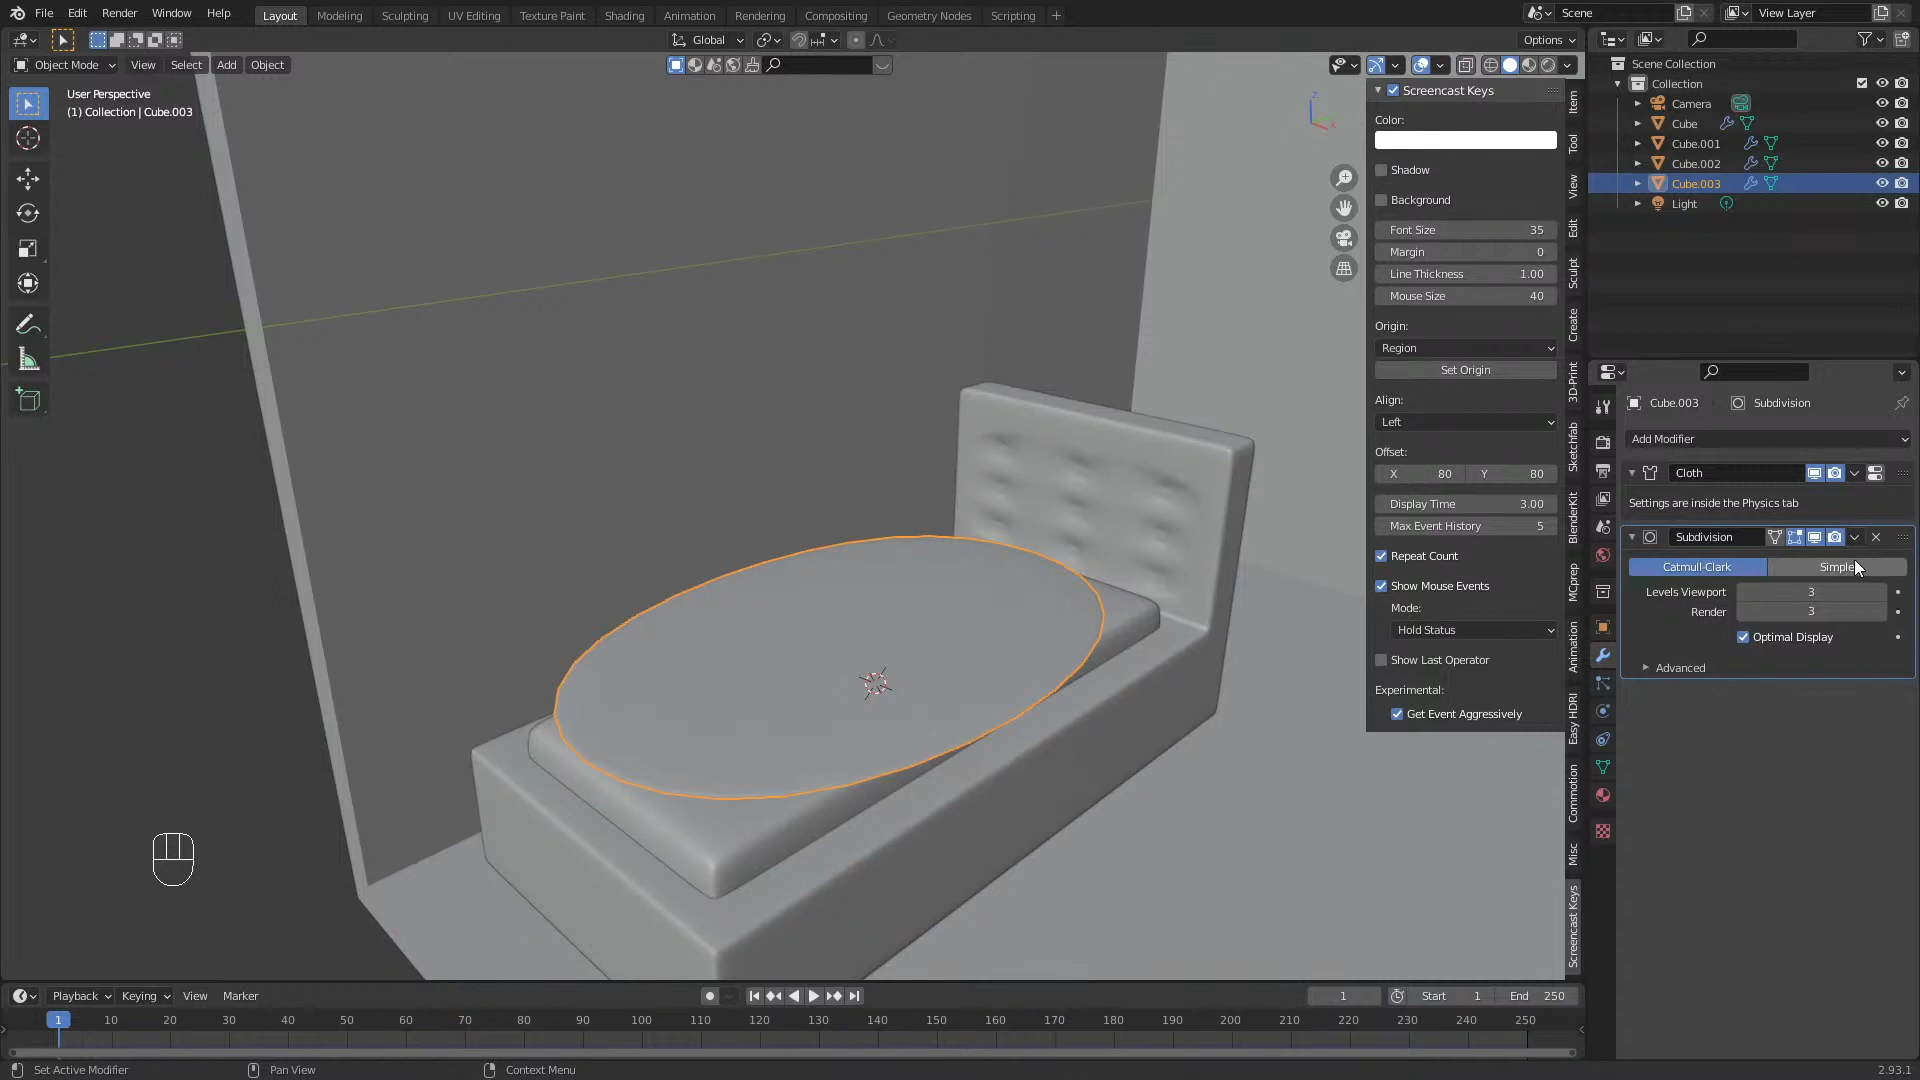 File Edit Render Window Help Layout Modeling Sculpting UV Editing Texture Paint Shading Animation Rendering Compositing Geometry Nodes Scripting + Scene View Layer
Global Options
Object Mode View Select Add Object
User Perspective
(1) Collection | Cube.003
Screencast Keys
Color:
Shadow
Background
Font Size 35
Margin 0
Line Thickness 1.00
Mouse Size 40
Origin:
Region
Set Origin
Align:
Left
Offset:
X 80 Y 80
Display Time 3.00
Max Event History 5
Repeat Count
Show Mouse Events
Mode:
Hold Status
Show Last Operator
Experimental:
Get Event Aggressively
Item
Tool
View
Edit
Sculpt
Create
3D-Print
Sketchfab
BlenderKit
MCprep
Animation
Easy HDRI
Commotion
Misc
Screencast Keys
Scene Collection
Collection
Camera
Cube
Cube.001
Cube.002
Cube.003
Light
Cube.003 Subdivision
Add Modifier
Cloth
Settings are inside the Physics tab
Subdivision
Catmull-Clark Simple
Levels Viewport 3
Render 3
Optimal Display
Advanced
Playback Keying View Marker 1 Start 1 End 250
1 10 20 30 40 50 60 70 80 90 100 110 120 130 140 150 160 170 180 190 200 210 220 230 240 250
Set Active Modifier Pan View Context Menu 2.93.1